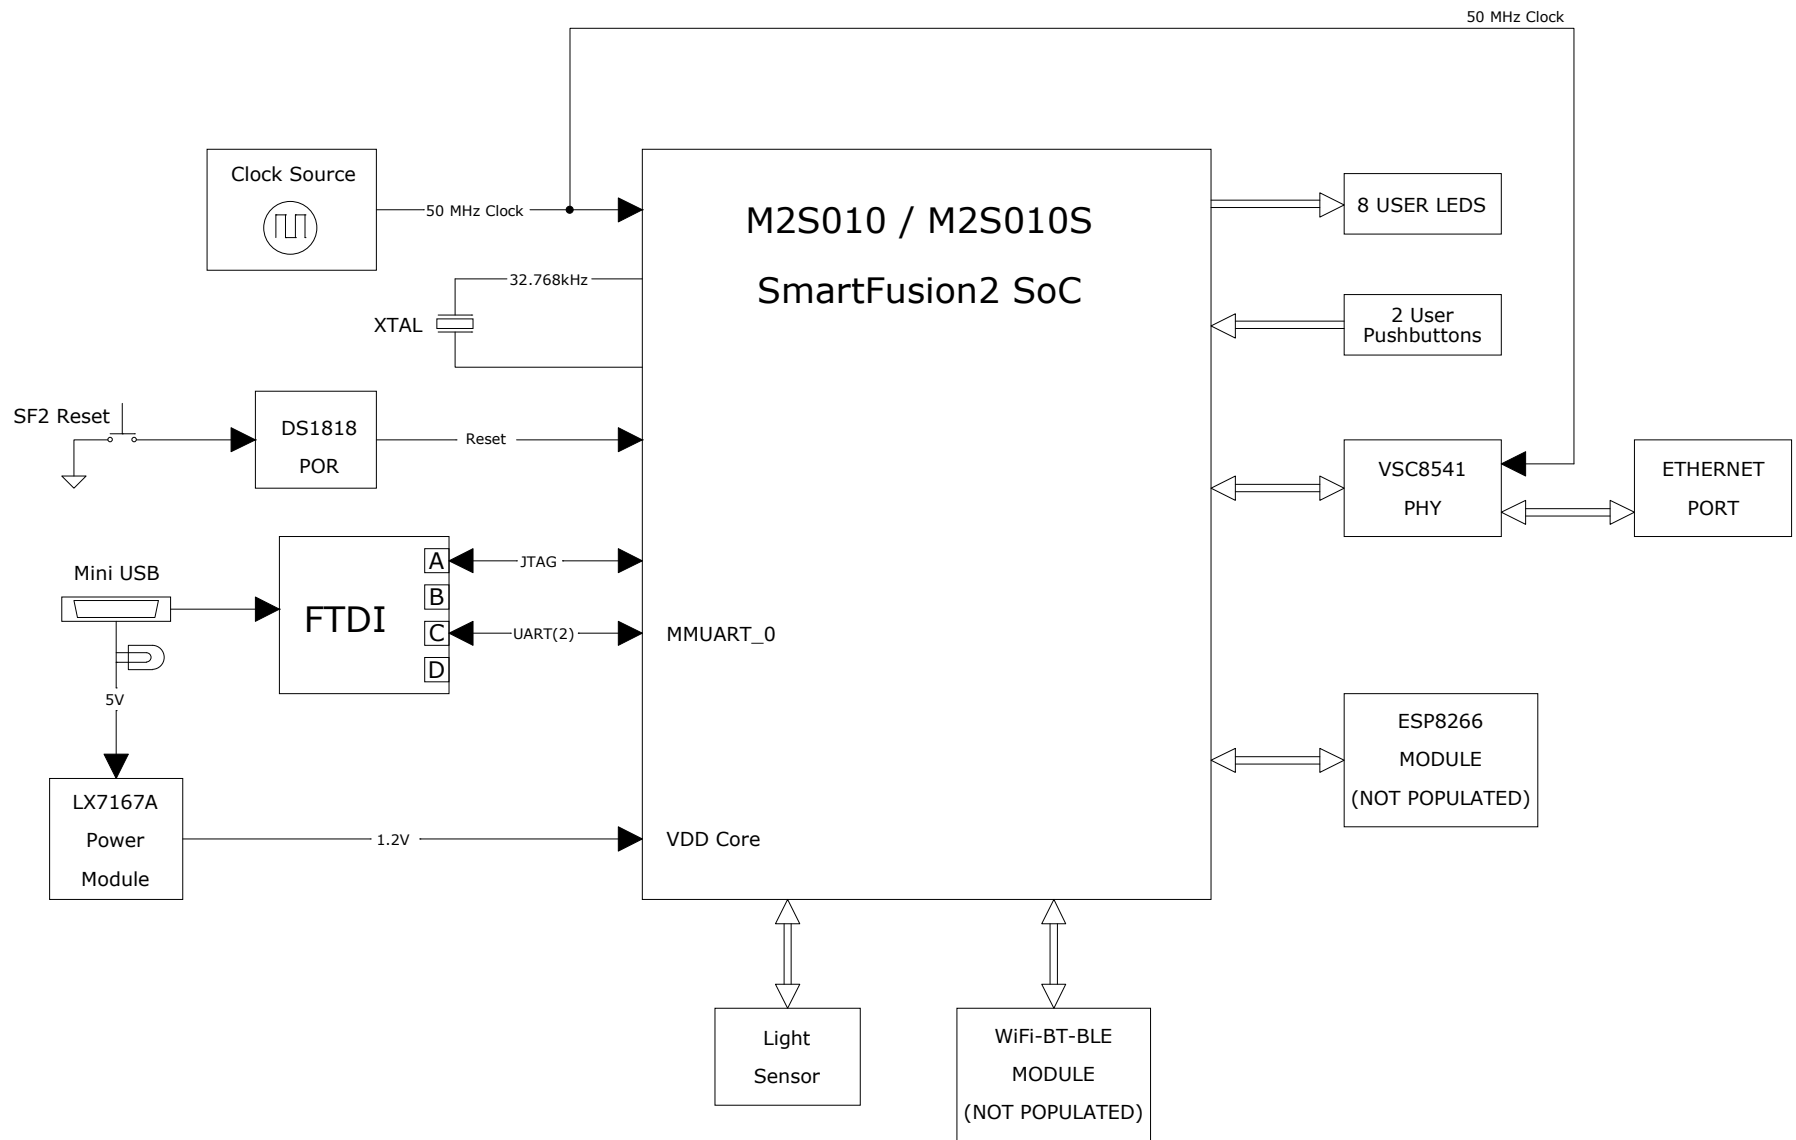 50 MHz Clock
Clock Source
50 MHz Clock
M2S010 / M2S010S
SmartFusion2 SoC
8 USER LEDS
32.768kHz
XTAL
2 User
Pushbuttons
SF2 Reset
DS1818
POR
Reset
VSC8541
PHY
ETHERNET
PORT
Mini USB
FTDI
A
B
C
D
JTAG
UART(2)
MMUART_0
5V
LX7167A
Power
Module
1.2V
VDD Core
ESP8266
MODULE
(NOT POPULATED)
Light
Sensor
WiFi-BT-BLE
MODULE
(NOT POPULATED)